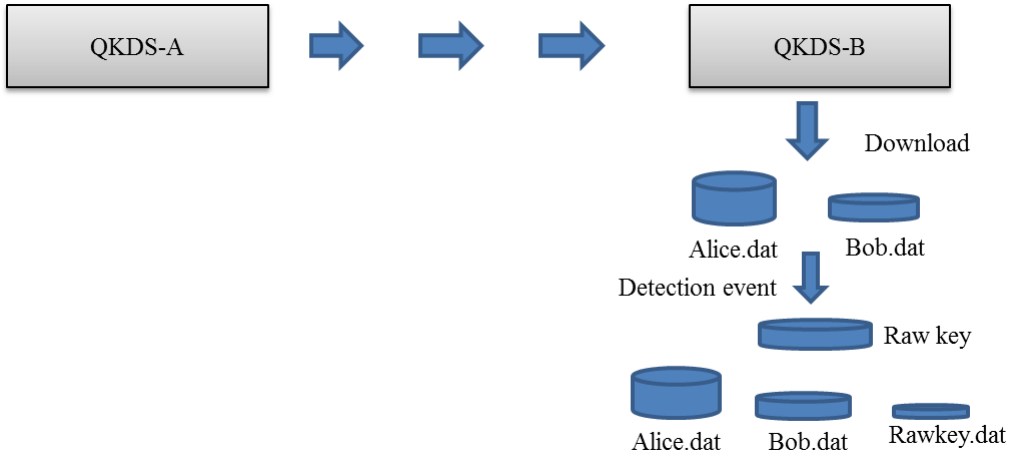 QKDS-A
QKDS-B
Download
Alice.dat
Bob.dat
Detection event
Raw key
Alice.dat
Bob.dat
Rawkey.dat